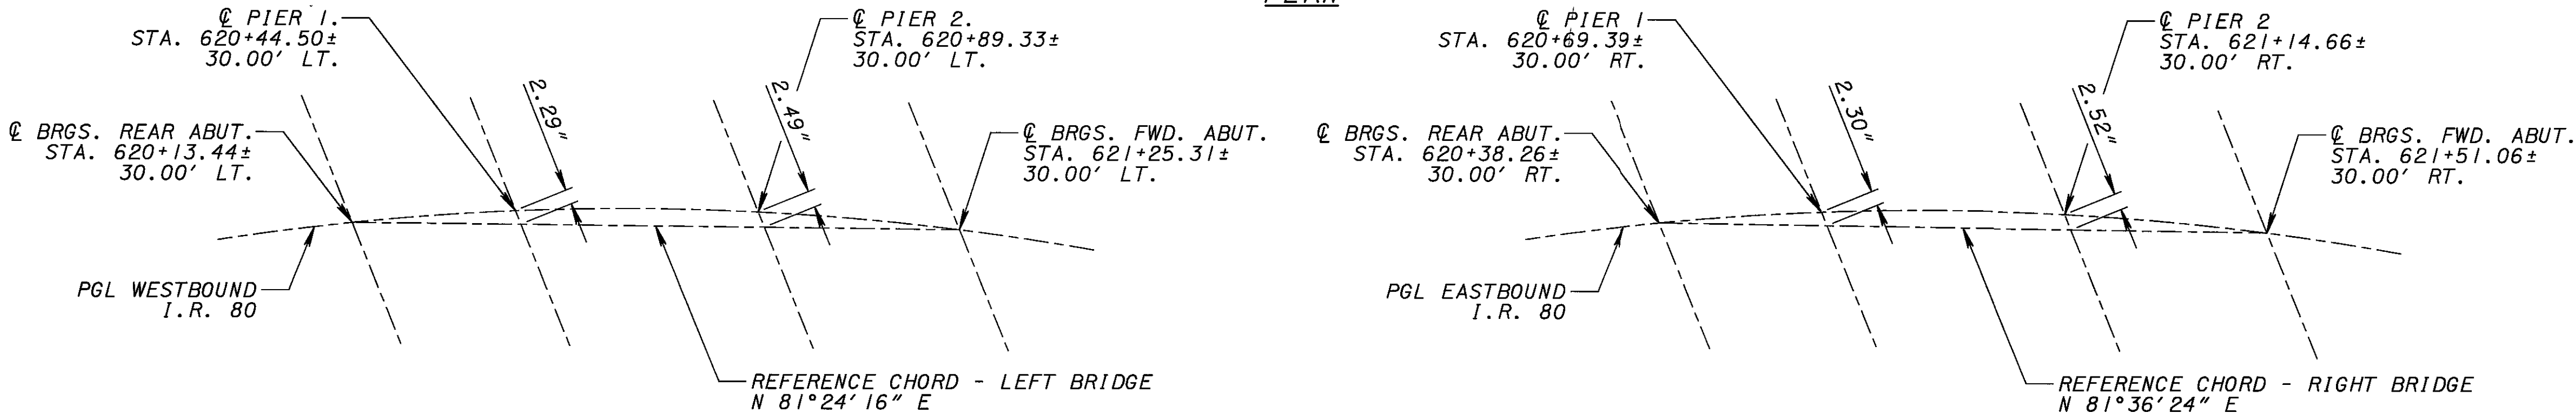 PLAN
℄ PIER 1.
STA. 620+44.50±
30.00' LT.
℄ PIER 2.
STA. 620+89.33±
30.00' LT.
2.29"
2.49"
℄ BRGS. REAR ABUT.
STA. 620+13.44±
30.00' LT.
℄ BRGS. FWD. ABUT.
STA. 621+25.31±
30.00' LT.
PGL WESTBOUND
I.R. 80
REFERENCE CHORD - LEFT BRIDGE
N 81°24'16" E
℄ PIER 1
STA. 620+69.39±
30.00' RT.
℄ PIER 2
STA. 621+14.66±
30.00' RT.
2.30"
2.52"
℄ BRGS. REAR ABUT.
STA. 620+38.26±
30.00' RT.
℄ BRGS. FWD. ABUT.
STA. 621+51.06±
30.00' RT.
PGL EASTBOUND
I.R. 80
REFERENCE CHORD - RIGHT BRIDGE
N 81°36'24" E